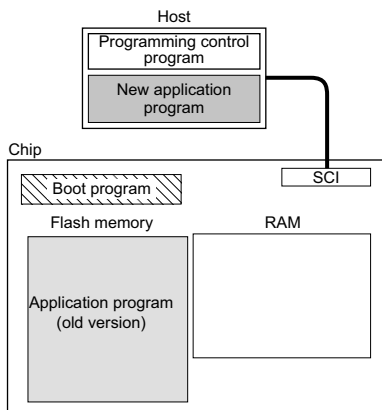 Host
Programming control
program
New application
program
Chip
SCI
Boot program
Flash memory
RAM
Application program
(old version)